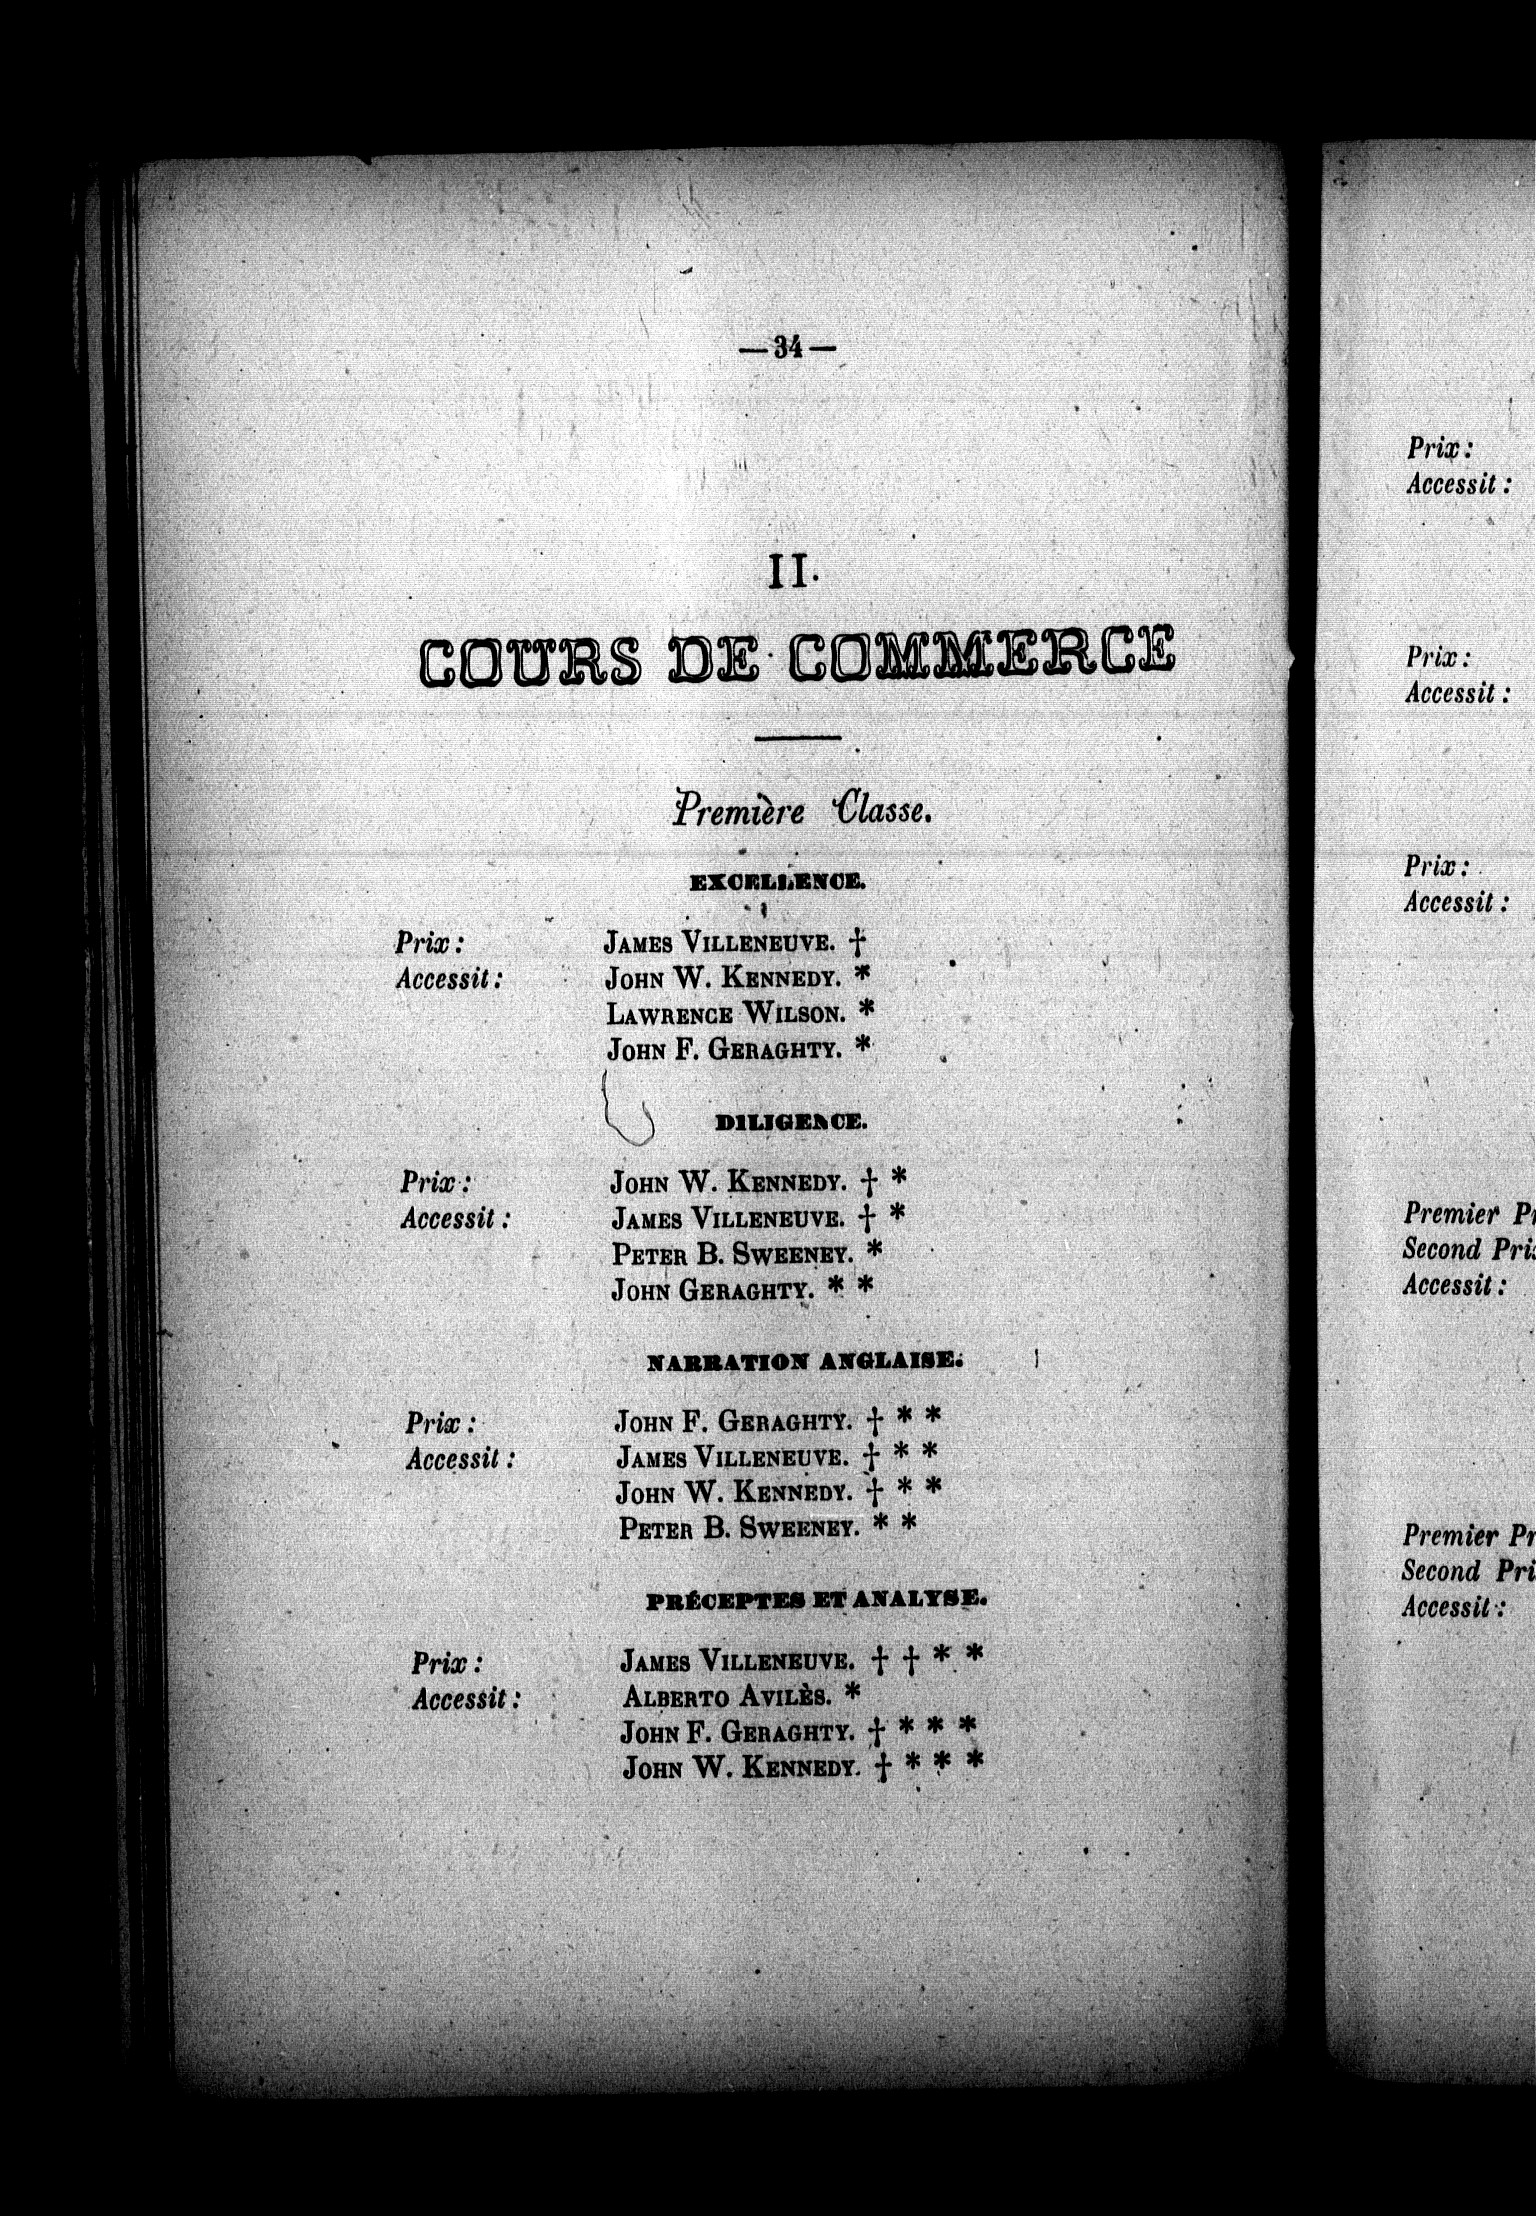 —34—
II.
COURS DE COMMERCE
Première Classe.
EXCELLENCE.
Prix: JAMES VILLENEUVE. †
Accessit: JOHN W. KENNEDY. *
LAWRENCE WILSON. *
JOHN F. GERAGHTY. *
DILIGENCE.
Prix: JOHN W. KENNEDY. † *
Accessit: JAMES VILLENEUVE. † *
PETER B. SWEENEY. *
JOHN GERAGHTY. * *
NARRATION ANGLAISE.
Prix: JOHN F. GERAGHTY. † * *
Accessit: JAMES VILLENEUVE. † * *
JOHN W. KENNEDY. † * *
PETER B. SWEENEY. * *
PRÉCEPTES ET ANALYSE.
Prix: JAMES VILLENEUVE. † † * *
Accessit: ALBERTO AVILÈS. *
JOHN F. GERAGHTY. † * * *
JOHN W. KENNEDY. † * * *
Prix:
Accessit:
Prix:
Accessit:
Prix:
Accessit:
Premier
Second
Accessit:
Premier
Second
Accessit: